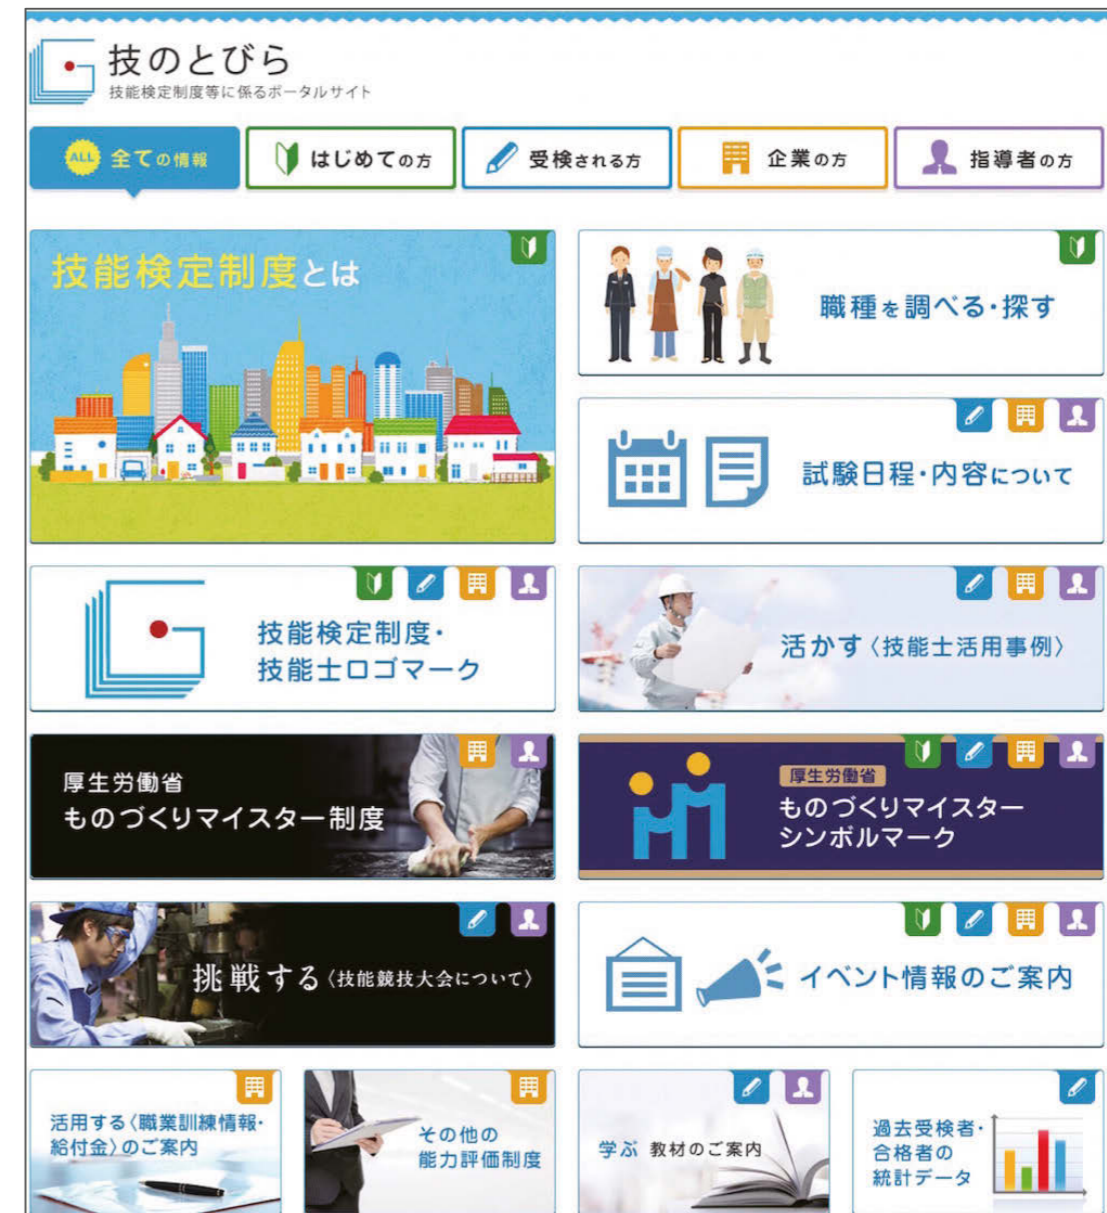 技のとびら
技能検定制度等に係るポータルサイト
ALL 全ての情報
はじめての方
受検される方
企業の方
指導者の方
技能検定制度とは
職種を調べる・探す
試験日程・内容について
技能検定制度・
技能士ロゴマーク
活かす〈技能士活用事例〉
厚生労働省
ものづくりマイスター制度
厚生労働省
ものづくりマイスター
シンボルマーク
挑戦する〈技能競技大会について〉
イベント情報のご案内
活用する〈職業訓練情報・
給付金〉のご案内
その他の
能力評価制度
学ぶ 教材のご案内
過去受検者・
合格者の
統計データ